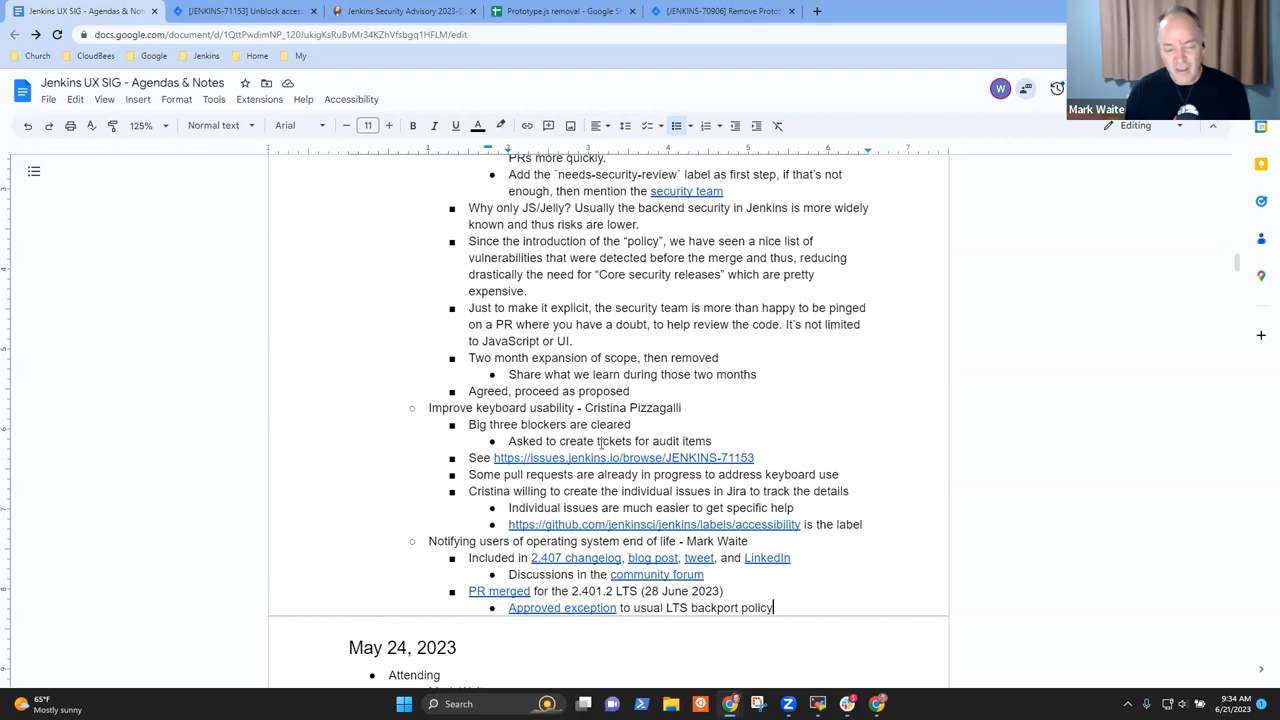 Jenkins UX SIG - Agendas & Notes
[JENKINS-71153] Unblock access
Jenkins Security Advisory 2023-0
Prototype.js removal - Google Sh
[JENKINS-70906] Remove Protot
docs.google.com/document/d/1QttPwdimNP_120JukigKsRuBvMr34KZhVfsbgq1HFLM/edit
Church
CloudBees
Google
Jenkins
Home
My
Jenkins UX SIG - Agendas & Notes
File Edit View Insert Format Tools Extensions Help Accessibility
W
Mark Waite
125%
Normal text
Arial
11
Editing
1 1 2 3 4 5 6 7
PRs more quickly.
Add the `needs-security-review` label as first step, if that's not
enough, then mention the security team
Why only JS/Jelly? Usually the backend security in Jenkins is more widely
known and thus risks are lower.
Since the introduction of the “policy”, we have seen a nice list of
vulnerabilities that were detected before the merge and thus, reducing
drastically the need for “Core security releases” which are pretty
expensive.
Just to make it explicit, the security team is more than happy to be pinged
on a PR where you have a doubt, to help review the code. It's not limited
to JavaScript or UI.
Two month expansion of scope, then removed
Share what we learn during those two months
Agreed, proceed as proposed
Improve keyboard usability - Cristina Pizzagalli
Big three blockers are cleared
Asked to create tickets for audit items
See https://issues.jenkins.io/browse/JENKINS-71153
Some pull requests are already in progress to address keyboard use
Cristina willing to create the individual issues in Jira to track the details
Individual issues are much easier to get specific help
https://github.com/jenkinsci/jenkins/labels/accessibility is the label
Notifying users of operating system end of life - Mark Waite
Included in 2.407 changelog, blog post, tweet, and LinkedIn
Discussions in the community forum
PR merged for the 2.401.2 LTS (28 June 2023)
Approved exception to usual LTS backport policy
May 24, 2023
Attending
65°F
Mostly sunny
Search
9:34 AM
6/21/2023